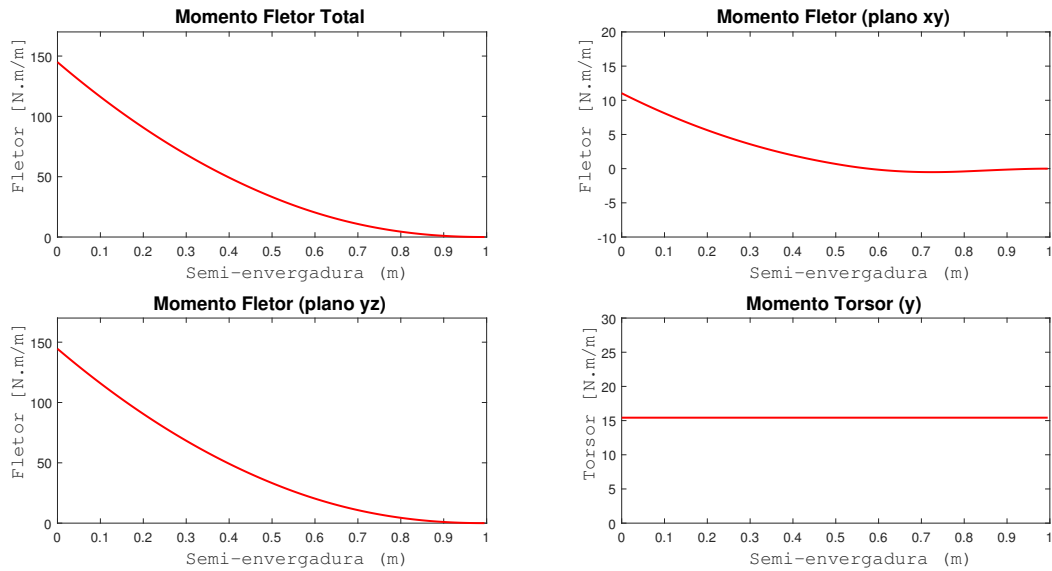 Momento Fletor Total
Fletor [N.m/m]
150
100
50
0
0 0.1 0.2 0.3 0.4 0.5 0.6 0.7 0.8 0.9 1
Semi-envergadura (m)
Momento Fletor (plano xy)
Fletor [N.m/m]
20
15
10
5
0
-5
-10
0 0.1 0.2 0.3 0.4 0.5 0.6 0.7 0.8 0.9 1
Semi-envergadura (m)
Momento Fletor (plano yz)
Fletor [N.m/m]
150
100
50
0
0 0.1 0.2 0.3 0.4 0.5 0.6 0.7 0.8 0.9 1
Semi-envergadura (m)
Momento Torsor (y)
Torsor [N.m/m]
30
25
20
15
10
5
0
0 0.1 0.2 0.3 0.4 0.5 0.6 0.7 0.8 0.9 1
Semi-envergadura (m)